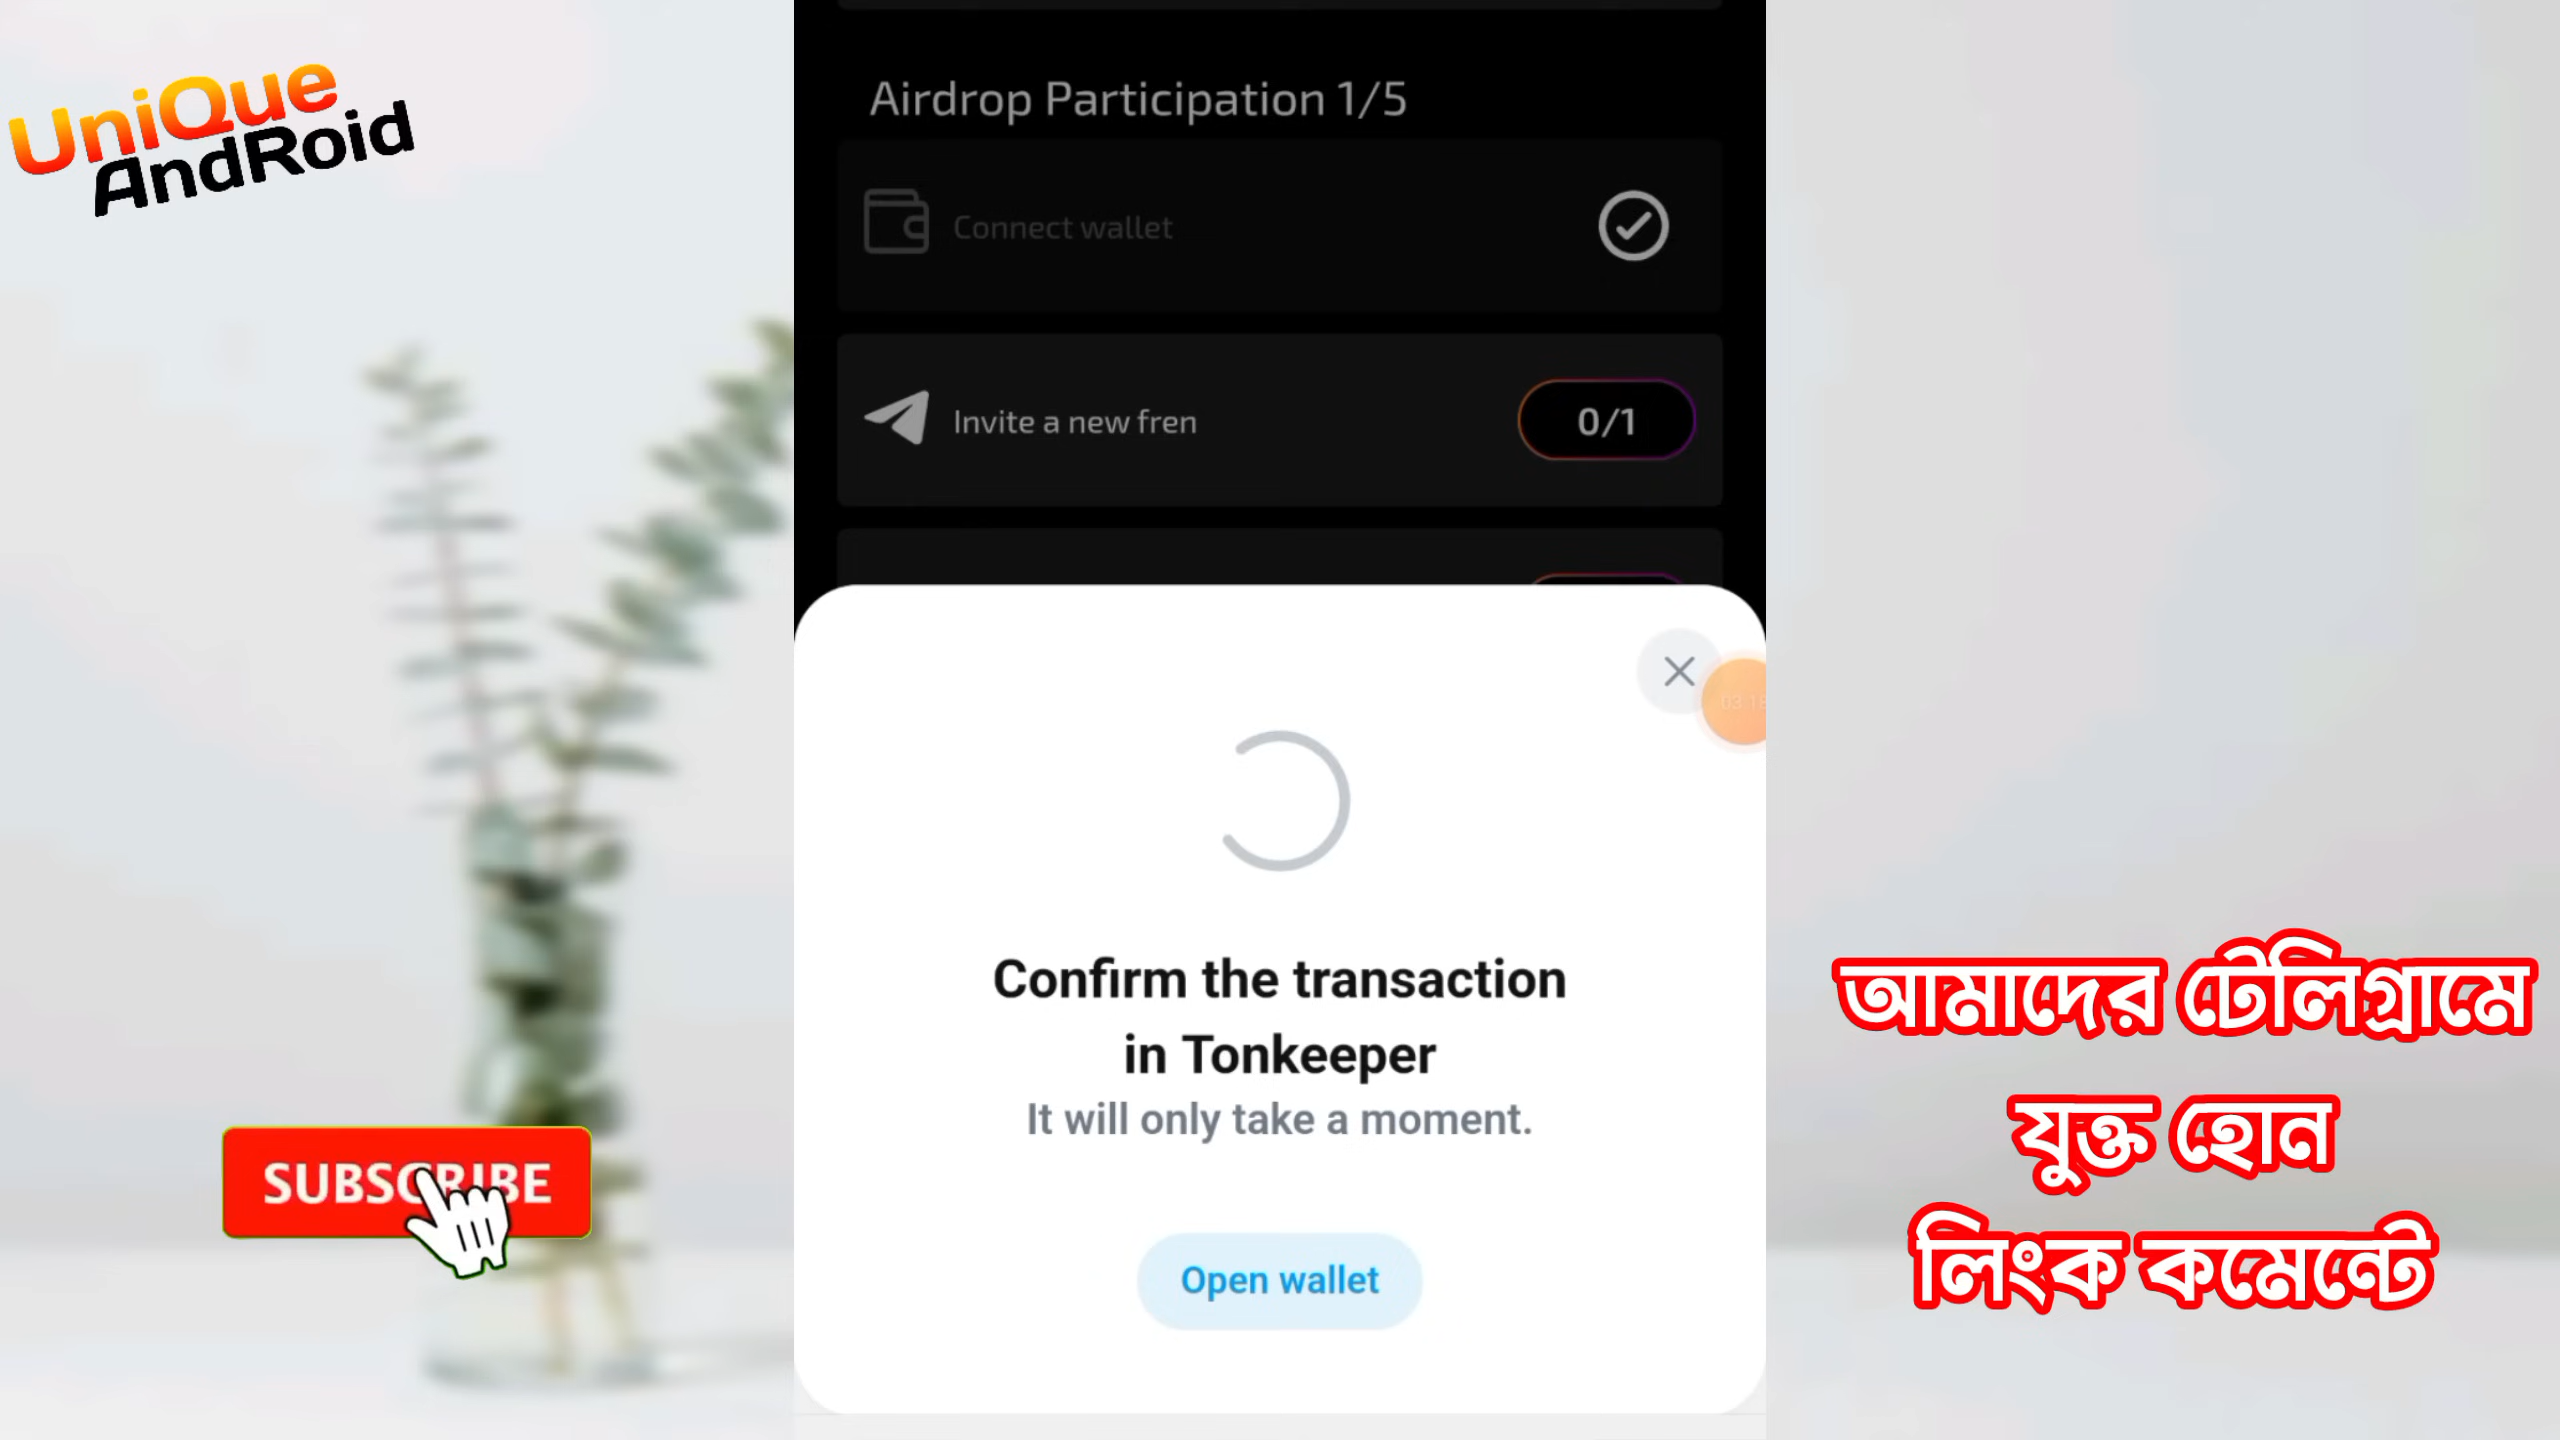 UniQue
AndRoid
Airdrop Participation 1/5
Connect wallet
Invite a new fren
0/1
Confirm the transaction
in Tonkeeper
It will only take a moment.
Open wallet
SUBSCRIBE
আমাদের টেলিগ্রামে
যুক্ত হোন
লিংক কমেন্টে